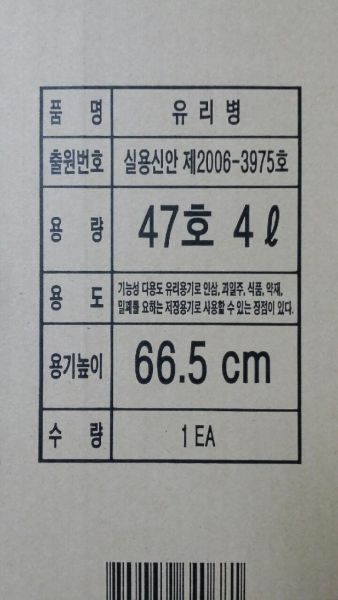 품 명 유 리 병
출원번호 실용신안 제2006-3975호
용 량 47호 4ℓ
용 도 기능성 다용도 유리용기로 인삼, 과일주, 식품, 약재,
밀폐를 요하는 저장용기로 사용할 수 있는 장점이 있다.
용기높이 66.5 cm
수 량 1 EA